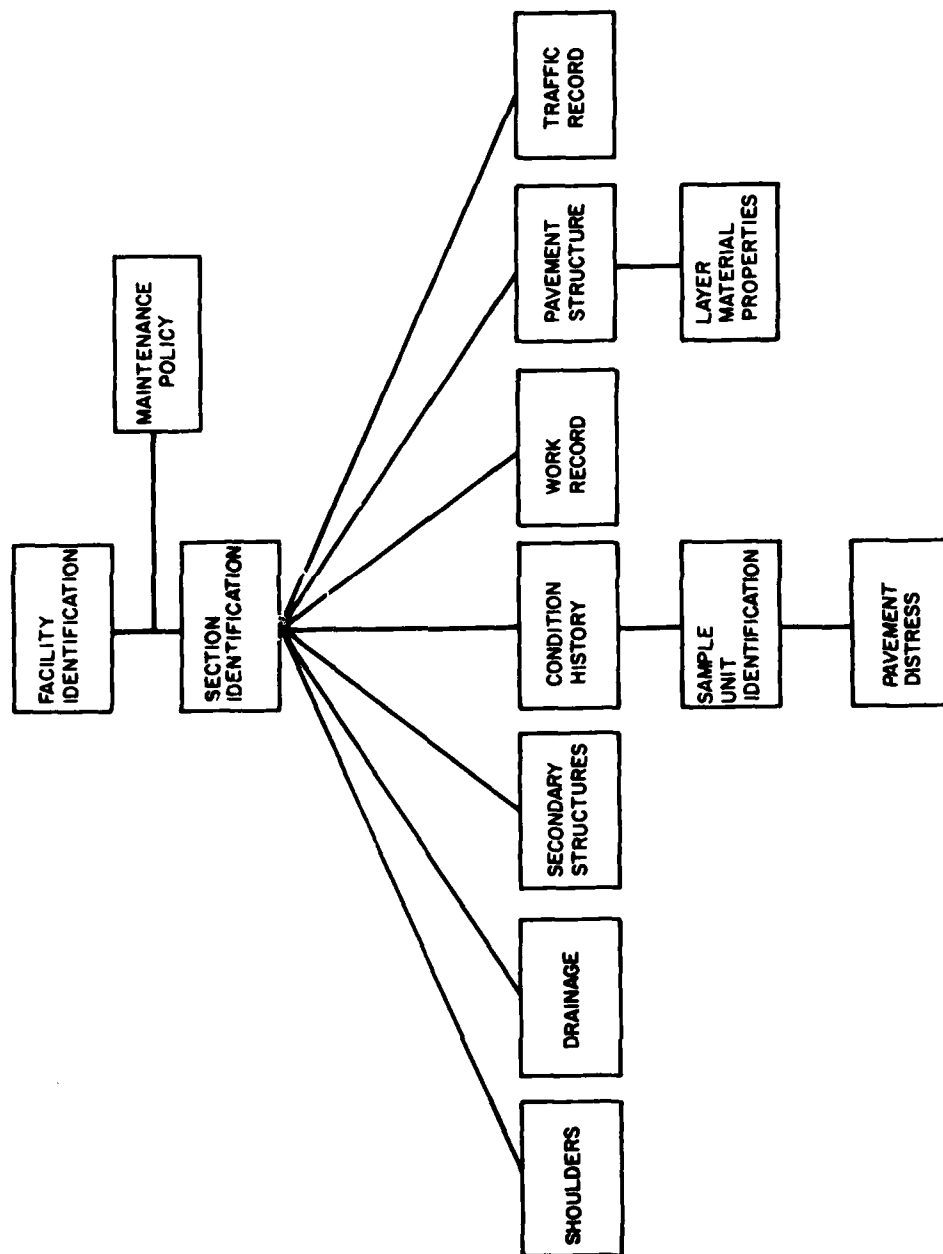 FACILITY
IDENTIFICATION
MAINTENANCE
POLICY
SECTION
IDENTIFICATION
SHOULDERS
DRAINAGE
SECONDARY
STRUCTURES
CONDITION
HISTORY
WORK
RECORD
PAVEMENT
STRUCTURE
TRAFFIC
RECORD
SAMPLE
UNIT
IDENTIFICATION
LAYER
MATERIAL
PROPERTIES
PAVEMENT
DISTRESS